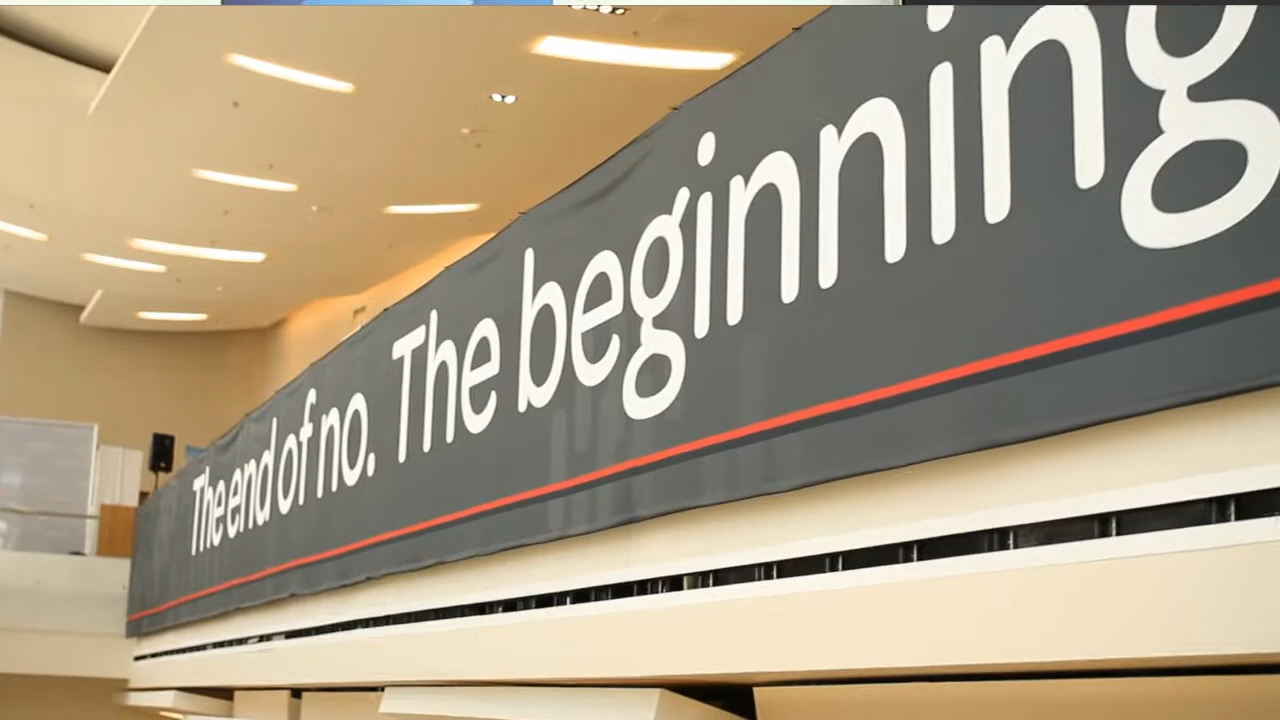 The end of no. The beginning